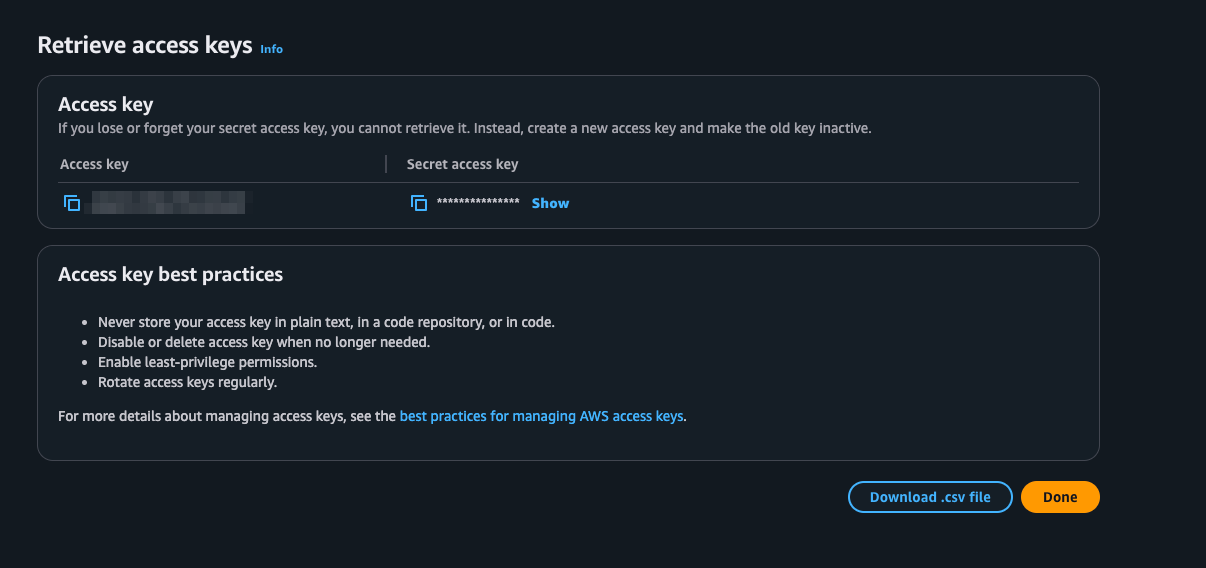 Retrieve access keys Info
Access key
If you lose or forget your secret access key, you cannot retrieve it. Instead, create a new access key and make the old key inactive.
Access key
Secret access key
*************** Show
Access key best practices
• Never store your access key in plain text, in a code repository, or in code.
• Disable or delete access key when no longer needed.
• Enable least-privilege permissions.
• Rotate access keys regularly.
For more details about managing access keys, see the best practices for managing AWS access keys.
Download .csv file
Done